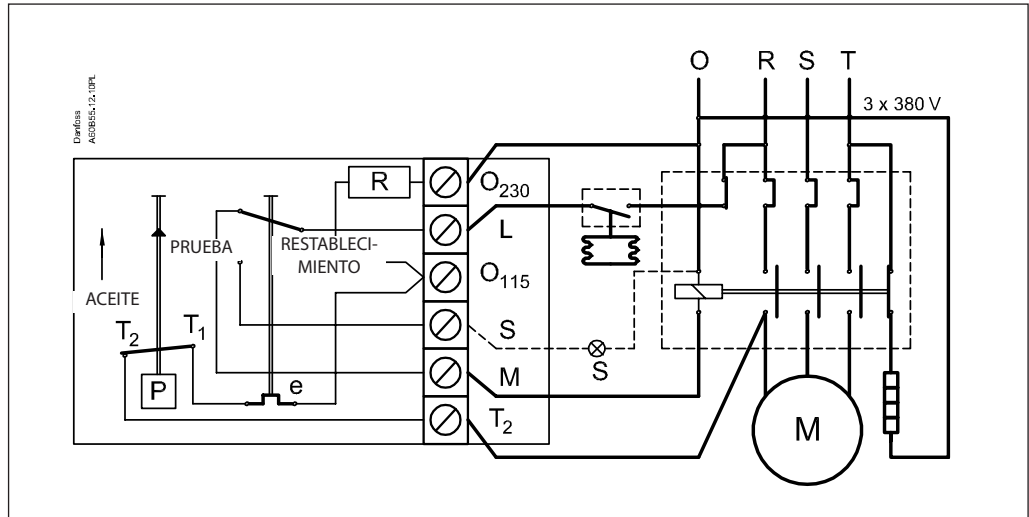 O R S T
3 x 380 V
Danfoss
A60B55.12.10PL
R
O230
L
PRUEBA
RESTABLECI-
MIENTO
O115
ACEITE
S
S
T2 T1
e
M
P
T2
M